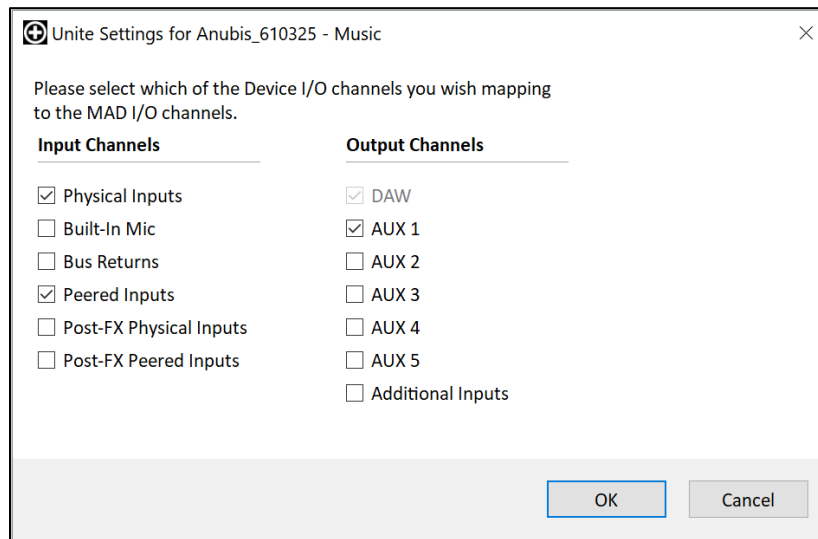 Unite Settings for Anubis_610325 - Music
Please select which of the Device I/O channels you wish mapping
to the MAD I/O channels.
Input Channels
Physical Inputs
Built-In Mic
Bus Returns
Peered Inputs
Post-FX Physical Inputs
Post-FX Peered Inputs
Output Channels
DAW
AUX 1
AUX 2
AUX 3
AUX 4
AUX 5
Additional Inputs
OK
Cancel